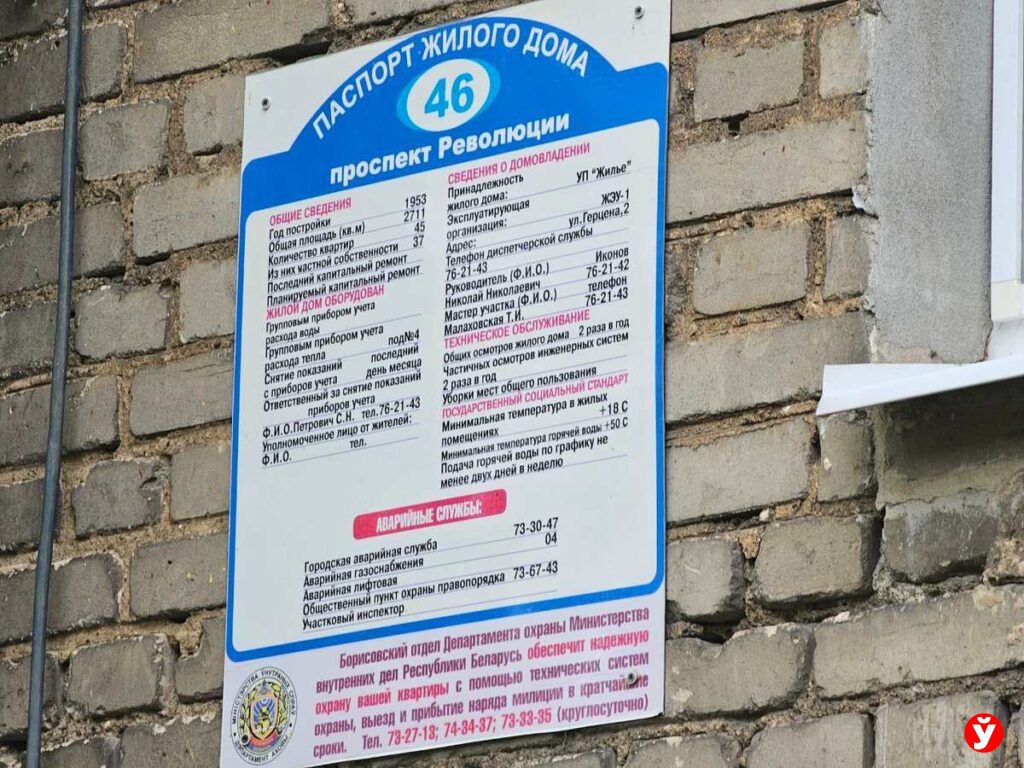 ПАСПОРТ ЖИЛОГО ДОМА
46
проспект Революции
ОБЩИЕ СВЕДЕНИЯ
Год постройки 1953
Общая площадь (кв.м) 2711
Количество квартир 45
Из них частной собственности 37
Последний капитальный ремонт
Планируемый капитальный ремонт
ЖИЛОЙ ДОМ ОБОРУДОВАН
Групповым прибором учета
расхода воды
Групповым прибором учета
расхода тепла под№4
Снятие показаний последний
с приборов учета день месяца
Ответственный за снятие показаний
приборов учета
Ф.И.О.Петрович С.Н. тел.76-21-43
Уполномоченное лицо от жителей:
Ф.И.О. тел.
СВЕДЕНИЯ О ДОМОВЛАДЕНИИ
Принадлежность УП "Жилье"
жилого дома:
Эксплуатирующая ЖЭУ-1
организация:
Адрес: ул.Герцена,2
Телефон диспетчерской службы
76-21-43
Руководитель (Ф.И.О.) Иконов
Николай Николаевич 76-21-42
Мастер участка (Ф.И.О.) телефон
Малаховская Т.И. 76-21-43
ТЕХНИЧЕСКОЕ ОБСЛУЖИВАНИЕ
Общих осмотров жилого дома 2 раза в год
Частичных осмотров инженерных систем
2 раза в год
Уборки мест общего пользования
ГОСУДАРСТВЕННЫЙ СОЦИАЛЬНЫЙ СТАНДАРТ
Минимальная температура в жилых
помещениях +18 С
Минимальная температура горячей воды +50 С
Подача горячей воды по графику не
менее двух дней в неделю
АВАРИЙНЫЕ СЛУЖБЫ:
Городская аварийная служба 73-30-47
Аварийная газоснабжения 04
Аварийная лифтовая
Общественный пункт охраны правопорядка 73-67-43
Участковый инспектор
Борисовский отдел Департамента охраны Министерства
внутренних дел Республики Беларусь обеспечит надежную
охрану вашей квартиры с помощью технических систем
охраны, выезд и прибытие наряда милиции в кратчайшие
сроки. Тел. 73-27-13; 74-34-37; 73-33-35 (круглосуточно)
МІНІСТЭРСТВА ЎНУТРАНЫХ СПРАЎ
ДЭПАРТАМЕНТ АХОВЫ
Ў